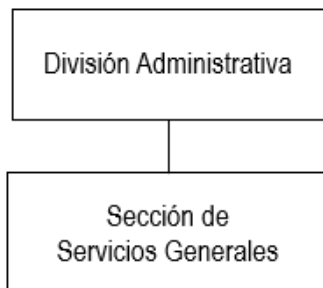 División Administrativa
Sección de
Servicios Generales